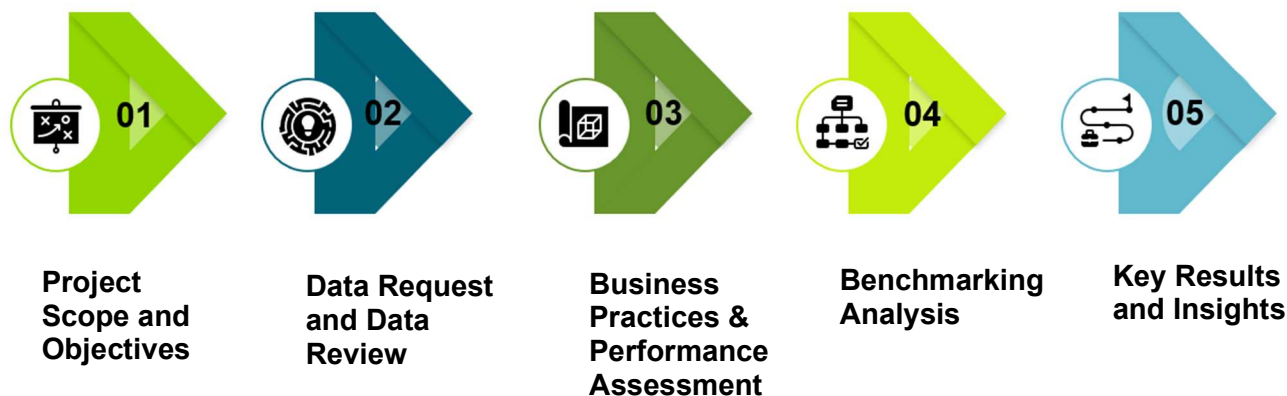 01
02
03
04
05
Project
Scope and
Objectives
Data Request
and Data
Review
Business
Practices &
Performance
Assessment
Benchmarking
Analysis
Key Results
and Insights